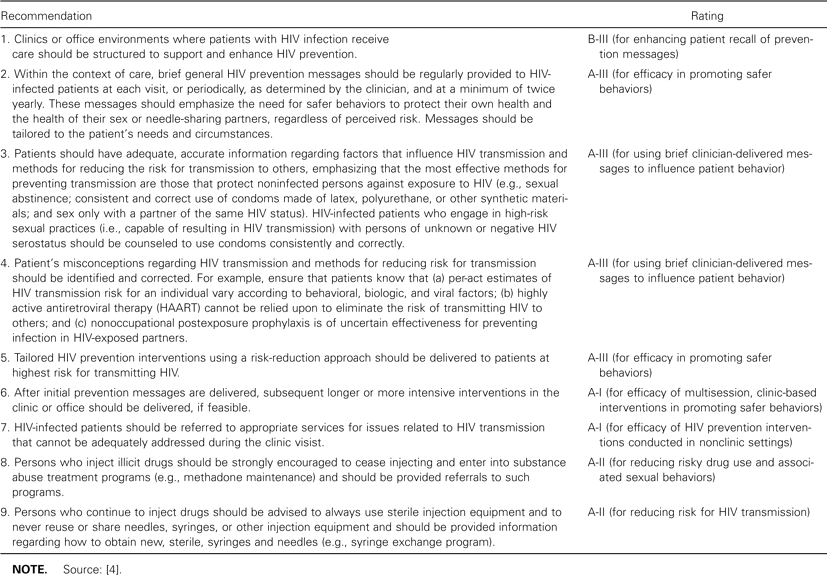 Recommendation Rating
1. Clinics or office environments where patients with HIV infection receive B-III (for enhancing patient recall of preven-
care should be structured to support and enhance HIV prevention. tion messages)
2. Within the context of care, brief general HIV prevention messages should be regularly provided to HIV- A-III (for efficacy in promoting safer
infected patients at each visit, or periodically, as determined by the clinician, and at a minimum of twice behaviors)
yearly. These messages should emphasize the need for safer behaviors to protect their own health and
the health of their sex or needle-sharing partners, regardless of perceived risk. Messages should be
tailored to the patient's needs and circumstances.
3. Patients should have adequate, accurate information regarding factors that influence HIV transmission and A-III (for using brief clinician-delivered mes-
methods for reducing the risk for transmission to others, emphasizing that the most effective methods for sages to influence patient behavior)
preventing transmission are those that protect noninfected persons against exposure to HIV (e.g., sexual
abstinence; consistent and correct use of condoms made of latex, polyurethane, or other synthetic materi-
als; and sex only with a partner of the same HIV status). HIV-infected patients who engage in high-risk
sexual practices (i.e., capable of resulting in HIV transmission) with persons of unknown or negative HIV
serostatus should be counseled to use condoms consistently and correctly.
4. Patient's misconceptions regarding HIV transmission and methods for reducing risk for transmission A-III (for using brief clinician-delivered mes-
should be identified and corrected. For example, ensure that patients know that (a) per-act estimates of sages to influence patient behavior)
HIV transmission risk for an individual vary according to behavioral, biologic, and viral factors; (b) highly
active antiretroviral therapy (HAART) cannot be relied upon to eliminate the risk of transmitting HIV to
others; and (c) nonoccupational postexposure prophylaxis is of uncertain effectiveness for preventing
infection in HIV-exposed partners.
5. Tailored HIV prevention interventions using a risk-reduction approach should be delivered to patients at A-III (for efficacy in promoting safer
highest risk for transmitting HIV. behaviors)
6. After initial prevention messages are delivered, subsequent longer or more intensive interventions in the A-I (for efficacy of multisession, clinic-based
clinic or office should be delivered, if feasible. interventions in promoting safer behaviors)
7. HIV-infected patients should be referred to appropriate services for issues related to HIV transmission A-I (for efficacy of HIV prevention interven-
that cannot be adequately addressed during the clinic visist. tions conducted in nonclinic settings)
8. Persons who inject illicit drugs should be strongly encouraged to cease injecting and enter into substance A-II (for reducing risky drug use and associ-
abuse treatment programs (e.g., methadone maintenance) and should be provided referrals to such ated sexual behaviors)
programs.
9. Persons who continue to inject drugs should be advised to always use sterile injection equipment and to A-II (for reducing risk for HIV transmission)
never reuse or share needles, syringes, or other injection equipment and should be provided information
regarding how to obtain new, sterile, syringes and needles (e.g., syringe exchange program).
NOTE. Source: [4].